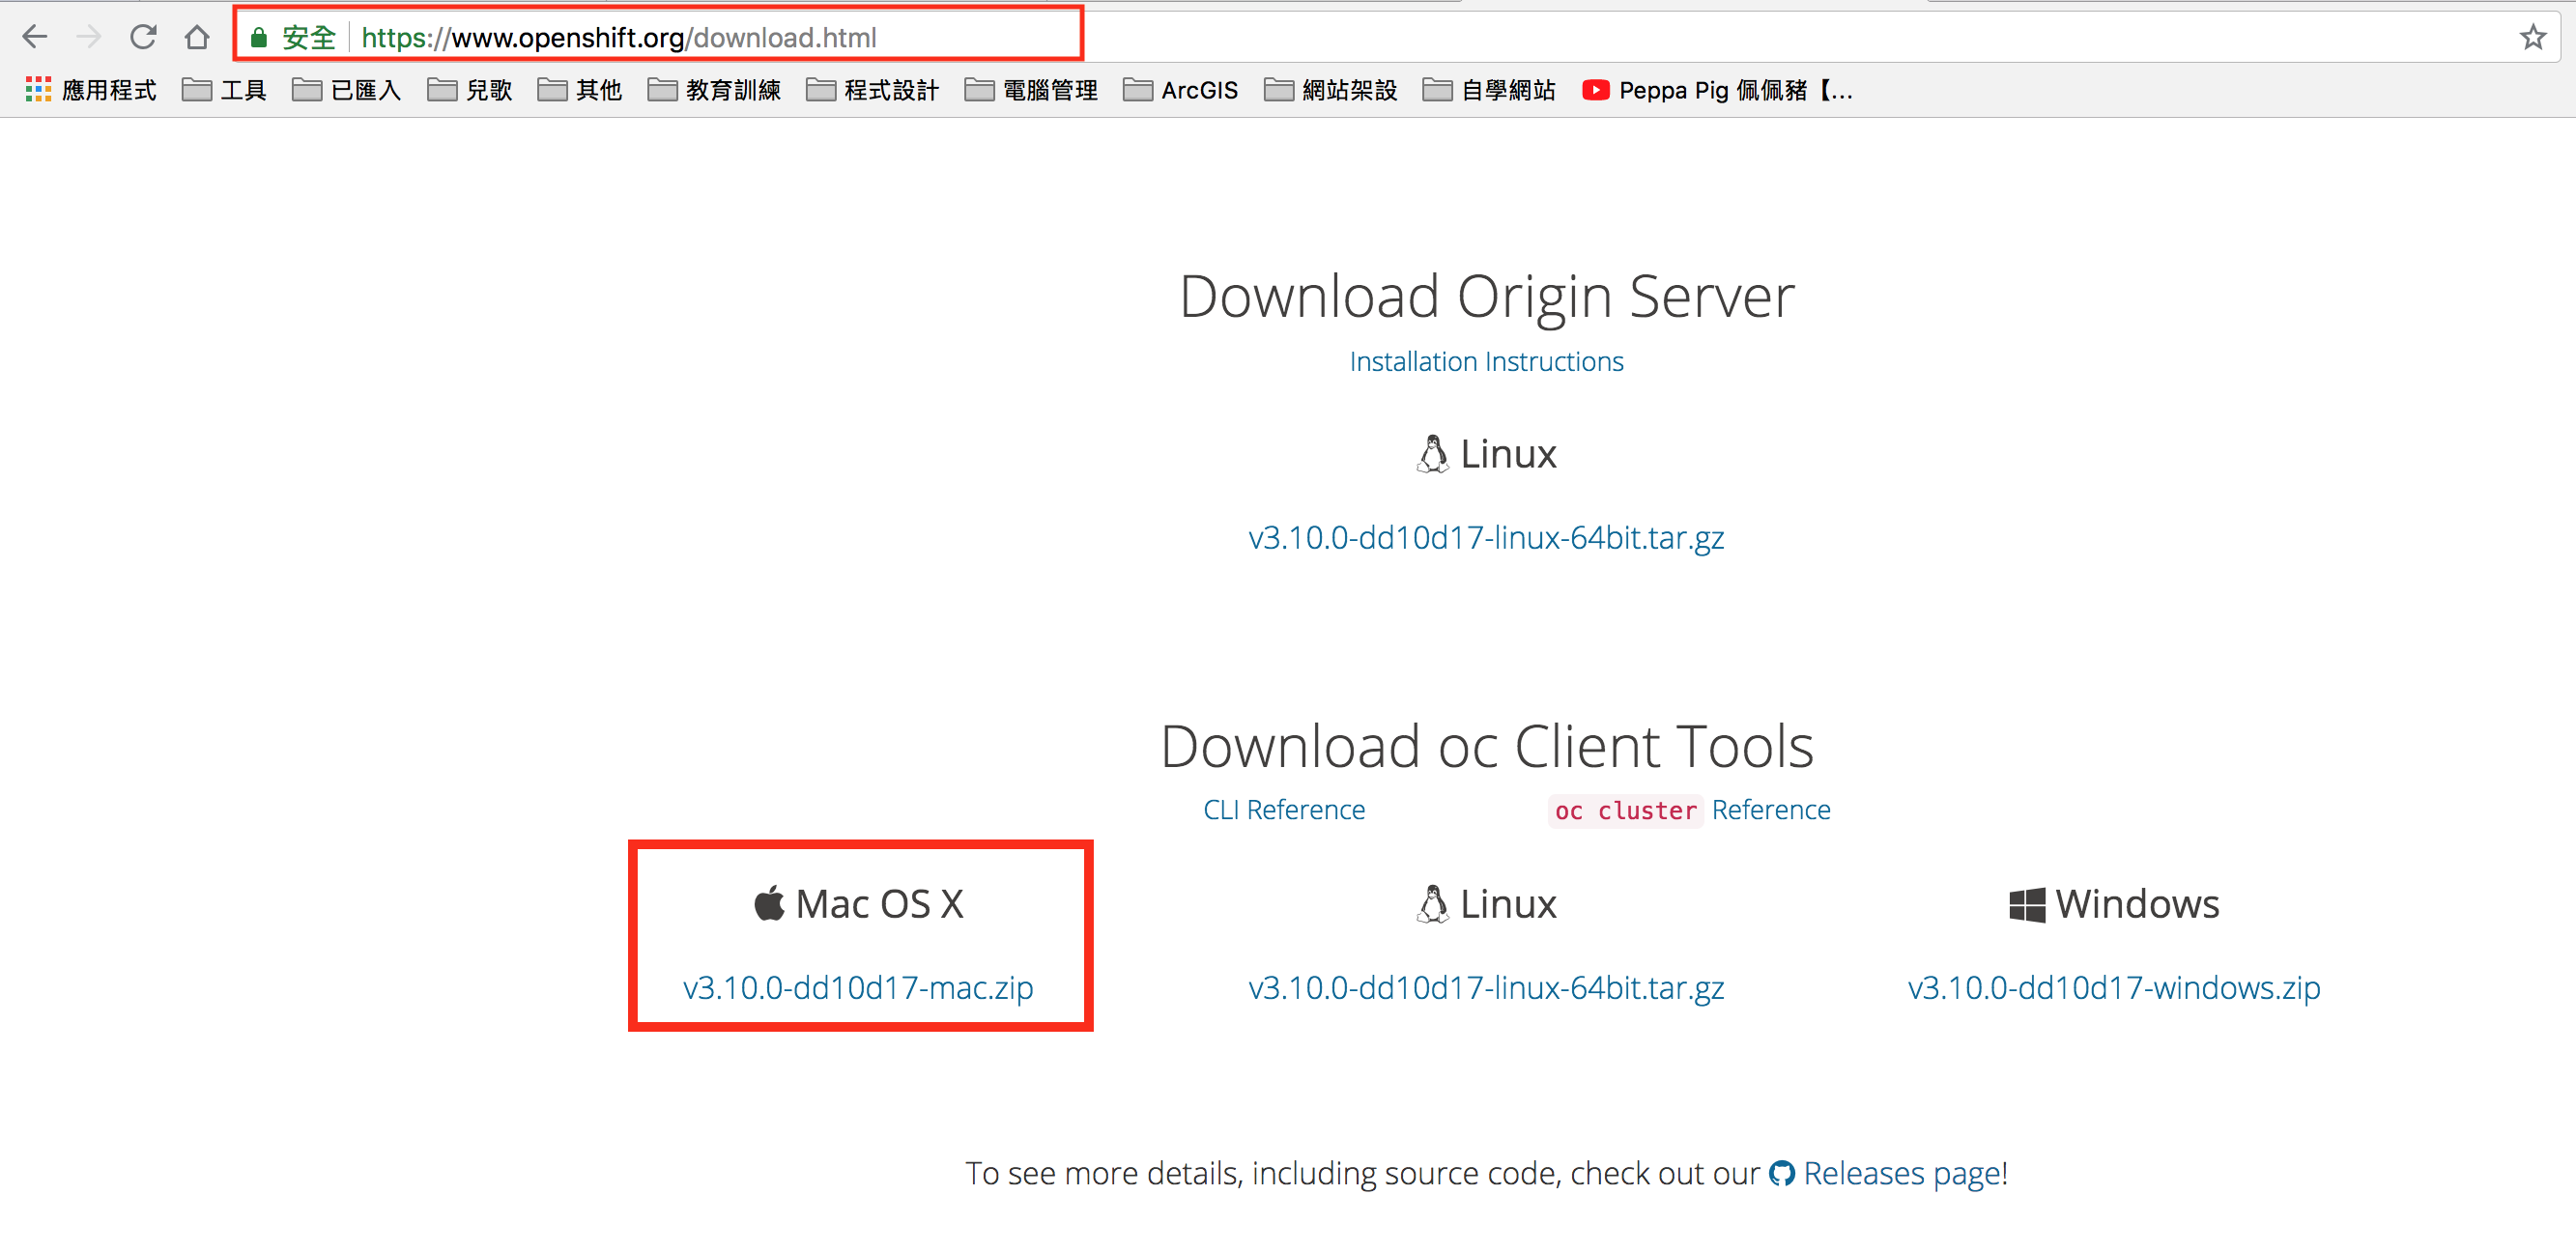 安全 https://www.openshift.org/download.html
應用程式 工具 已匯入 兒歌 其他 教育訓練 程式設計 電腦管理 ArcGIS 網站架設 自學網站 Peppa Pig 佩佩豬【...
Download Origin Server
Installation Instructions
Linux
v3.10.0-dd10d17-linux-64bit.tar.gz
Download oc Client Tools
CLI Reference oc cluster Reference
Mac OS X Linux Windows
v3.10.0-dd10d17-mac.zip v3.10.0-dd10d17-linux-64bit.tar.gz v3.10.0-dd10d17-windows.zip
To see more details, including source code, check out our Releases page!